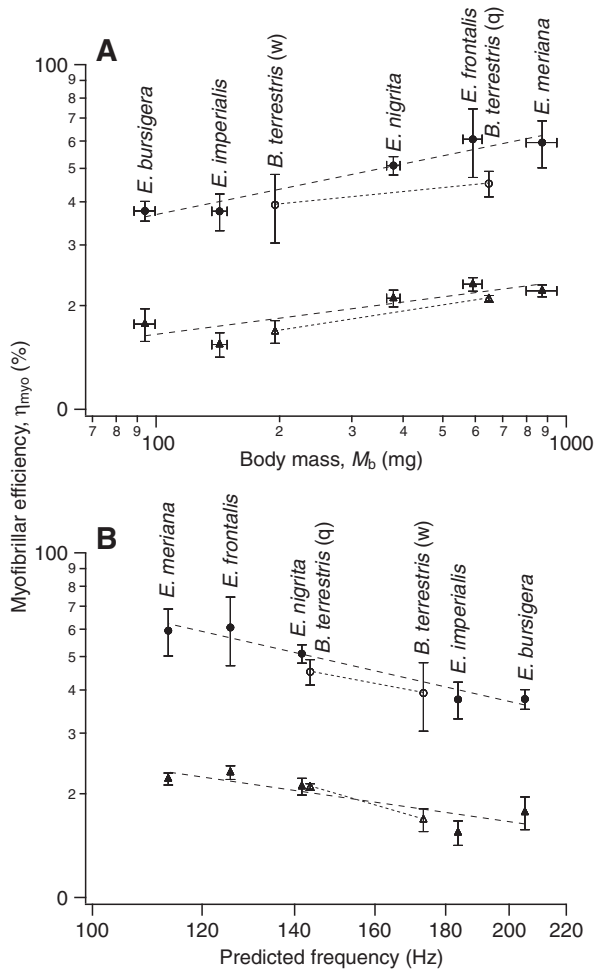 A
E. bursigera
E. imperialis
B. terrestris (w)
E. nigrita
E. frontalis
B. terrestris (q)
E. meriana
100
9
8
7
6
5
4
3
2
0
7 8 9 100 2 3 4 5 6 7 8 9 1000
Body mass, Mb (mg)
Myofibrillar efficiency, ηmyo (%)
B
E. meriana
E. frontalis
E. nigrita
B. terrestris (q)
B. terrestris (w)
E. imperialis
E. bursigera
100
9
8
7
6
5
4
3
2
0
100 120 140 160 180 200 220
Predicted frequency (Hz)